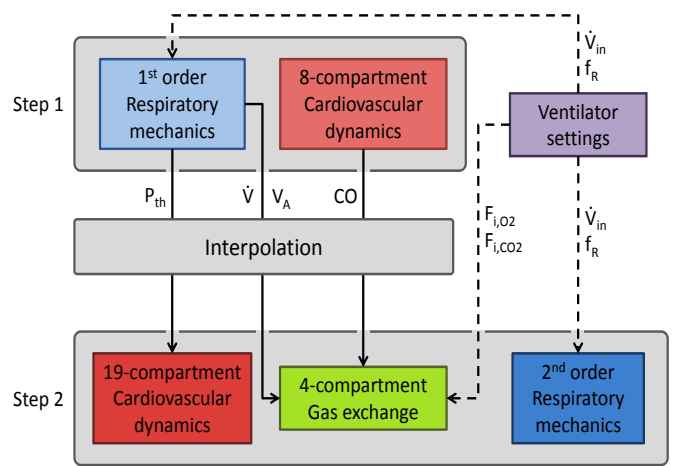 V̇in
fR
Step 1
1st order
Respiratory
mechanics
8-compartment
Cardiovascular
dynamics
Ventilator
settings
Pth
V̇
VA
CO
Fi,O2
Fi,CO2
V̇in
fR
Interpolation
Step 2
19-compartment
Cardiovascular
dynamics
4-compartment
Gas exchange
2nd order
Respiratory
mechanics